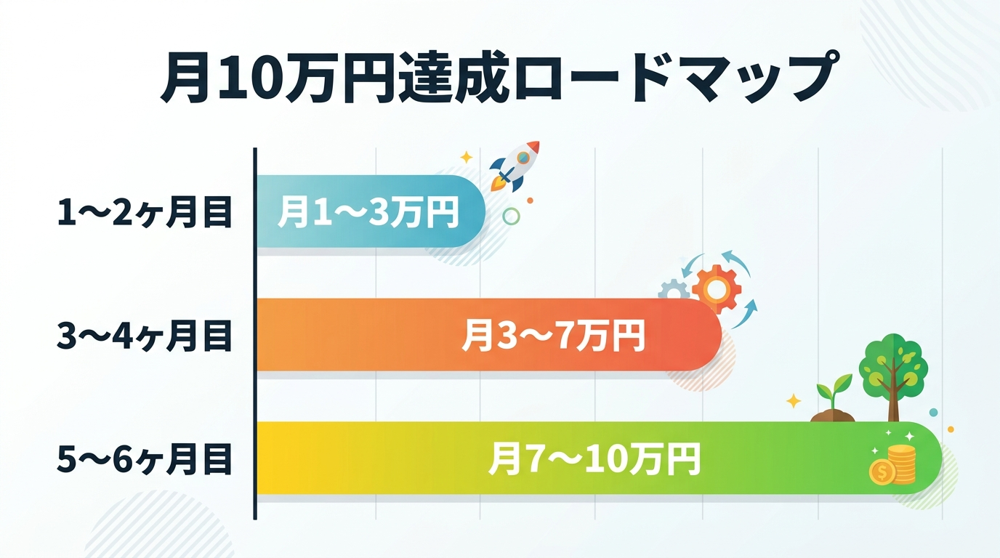 月10万円達成ロードマップ
1〜2ヶ月目
月1〜3万円
3〜4ヶ月目
月3〜7万円
5〜6ヶ月目
月7〜10万円
$